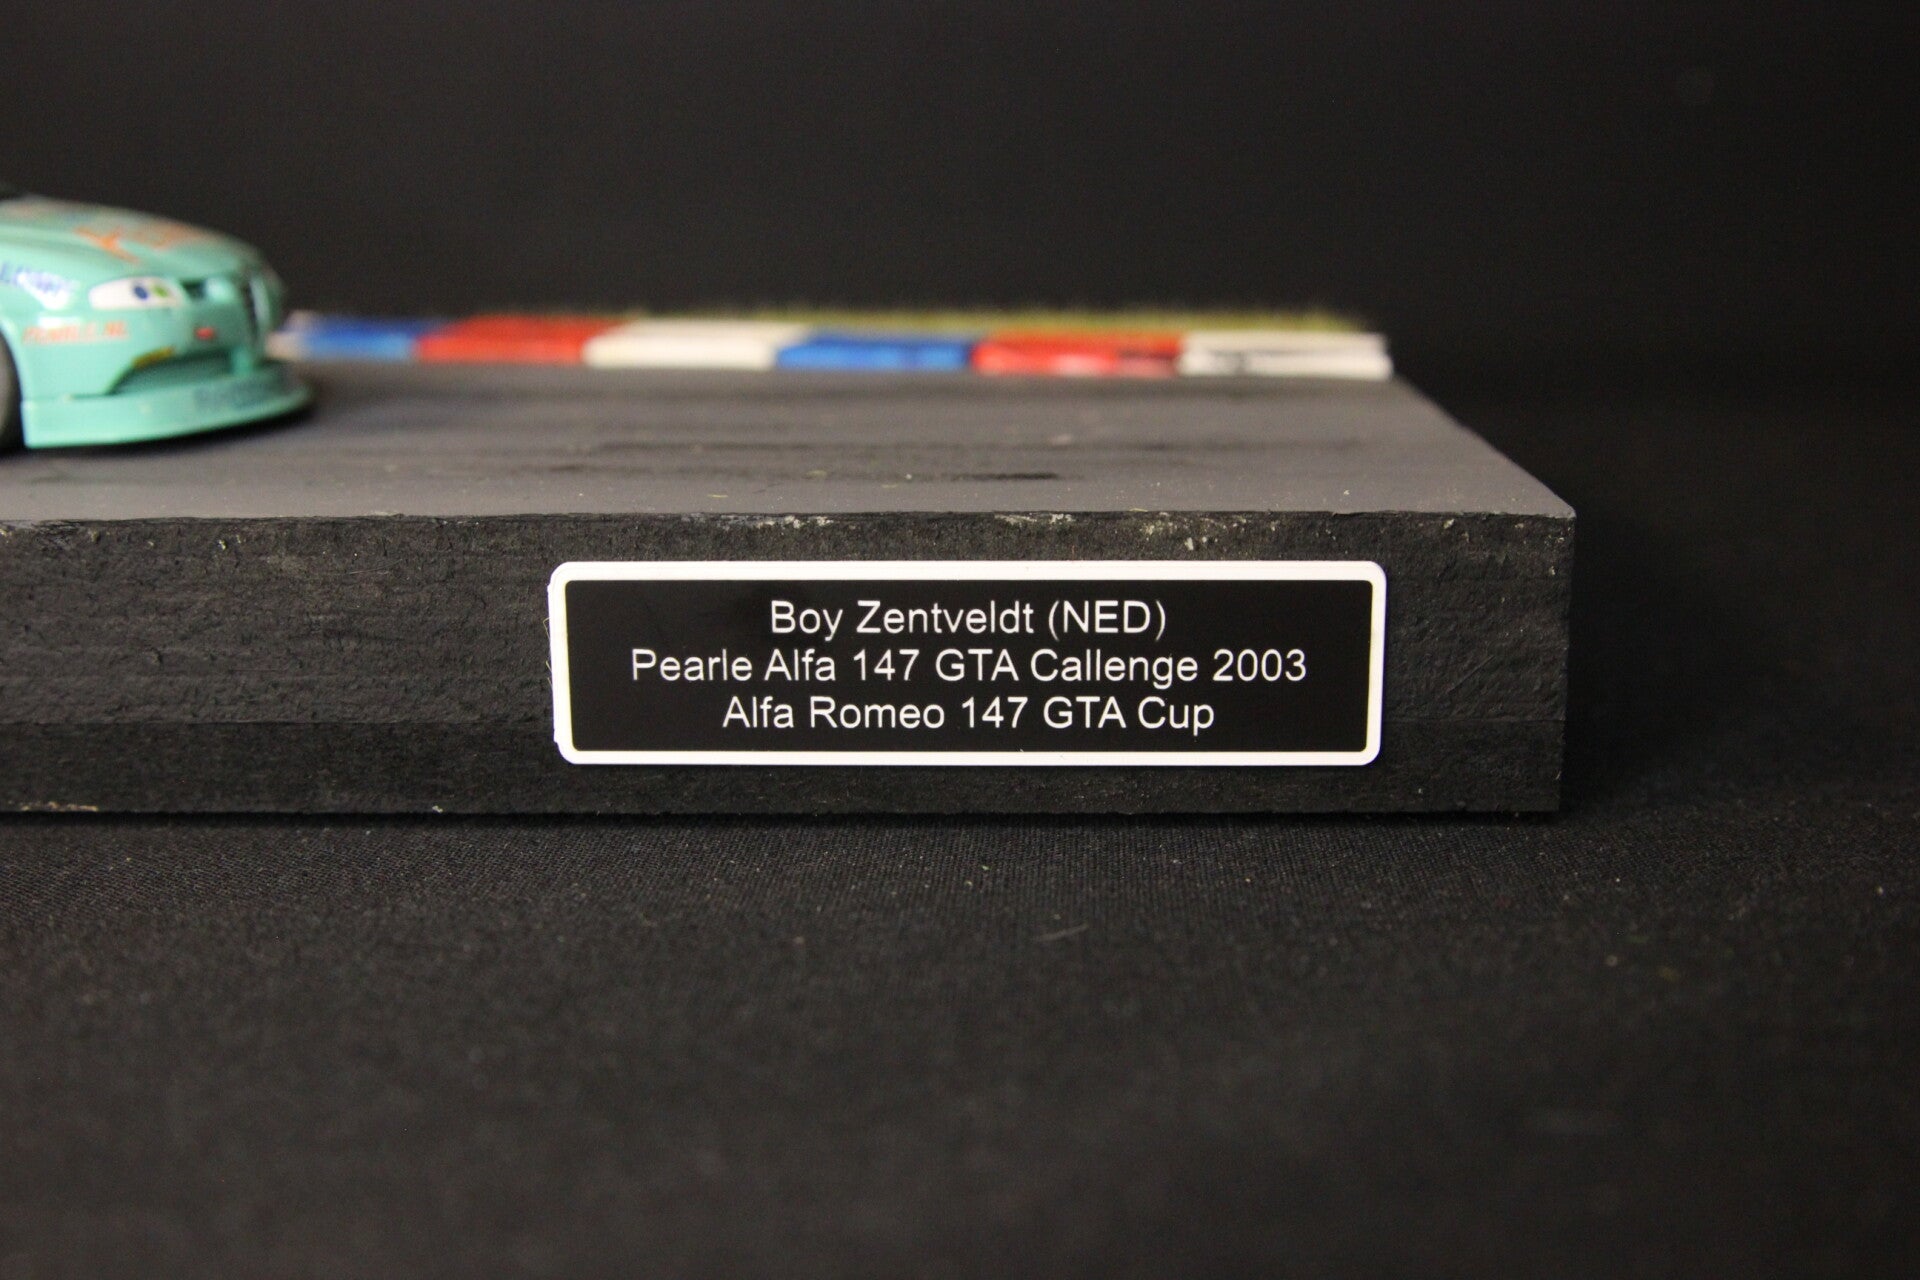 Boy Zentveldt (NED)
Pearle Alfa 147 GTA Callenge 2003
Alfa Romeo 147 GTA Cup